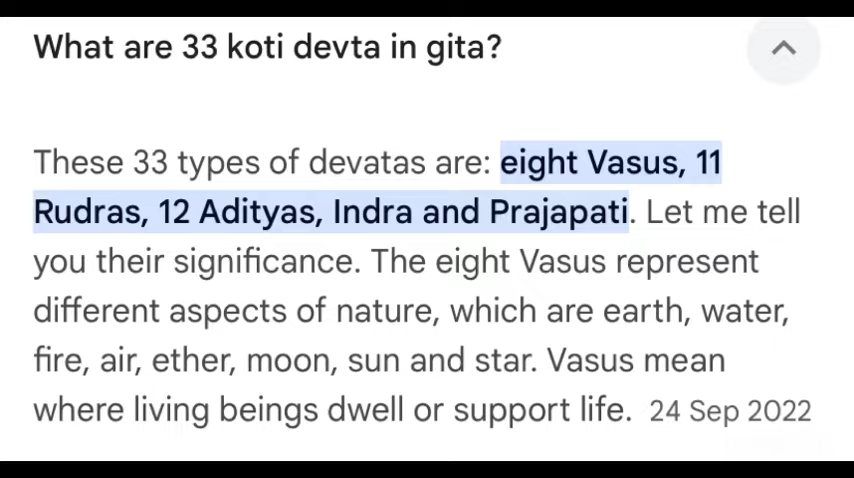 What are 33 koti devta in gita?
These 33 types of devatas are: eight Vasus, 11
Rudras, 12 Adityas, Indra and Prajapati. Let me tell
you their significance. The eight Vasus represent
different aspects of nature, which are earth, water,
fire, air, ether, moon, sun and star. Vasus mean
where living beings dwell or support life. 24 Sep 2022